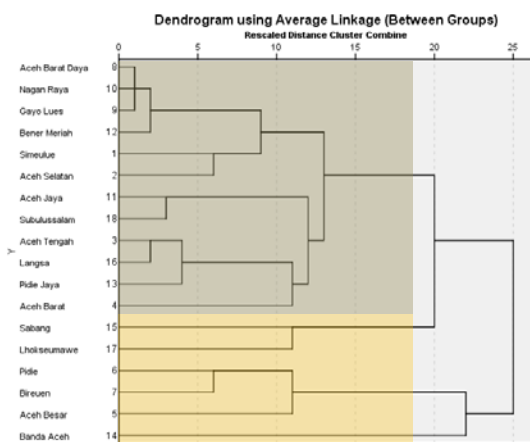 Dendrogram using Average Linkage (Between Groups)
Rescaled Distance Cluster Combine
0 5 10 15 20 25
Aceh Barat Daya 8
Nagan Raya 10
Gayo Lues 9
Bener Meriah 12
Simeulue 1
Aceh Selatan 2
Aceh Jaya 11
Subulussalam 18
Aceh Tengah 3
Y
Langsa 16
Pidie Jaya 13
Aceh Barat 4
Sabang 15
Lhokseumawe 17
Pidie 6
Bireuen 7
Aceh Besar 5
Banda Aceh 14